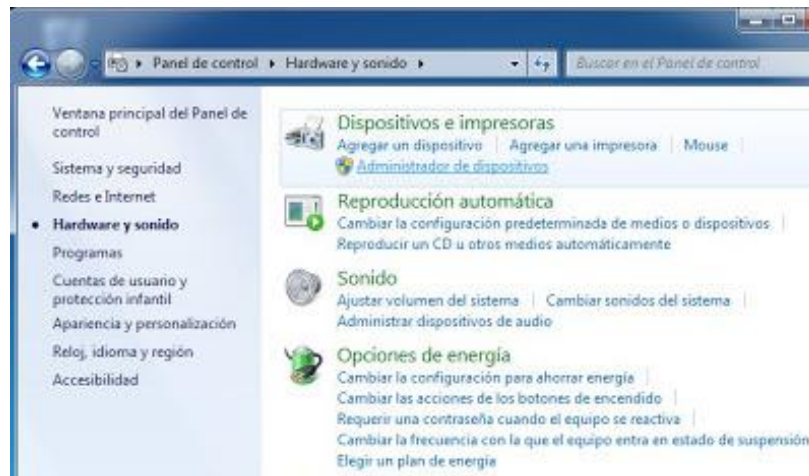 Panel de control ▸ Hardware y sonido ▸
Buscar en el Panel de control
Ventana principal del Panel de
control
Sistema y seguridad
Redes e Internet
• Hardware y sonido
Programas
Cuentas de usuario y
protección infantil
Apariencia y personalización
Reloj, idioma y región
Accesibilidad
Dispositivos e impresoras
Agregar un dispositivo | Agregar una impresora | Mouse |
Administrador de dispositivos
Reproducción automática
Cambiar la configuración predeterminada de medios o dispositivos |
Reproducir un CD u otros medios automáticamente
Sonido
Ajustar volumen del sistema | Cambiar sonidos del sistema |
Administrar dispositivos de audio
Opciones de energía
Cambiar la configuración para ahorrar energía |
Cambiar las acciones de los botones de encendido |
Requerir una contraseña cuando el equipo se reactiva |
Cambiar la frecuencia con la que el equipo entra en estado de suspensión
Elegir un plan de energía